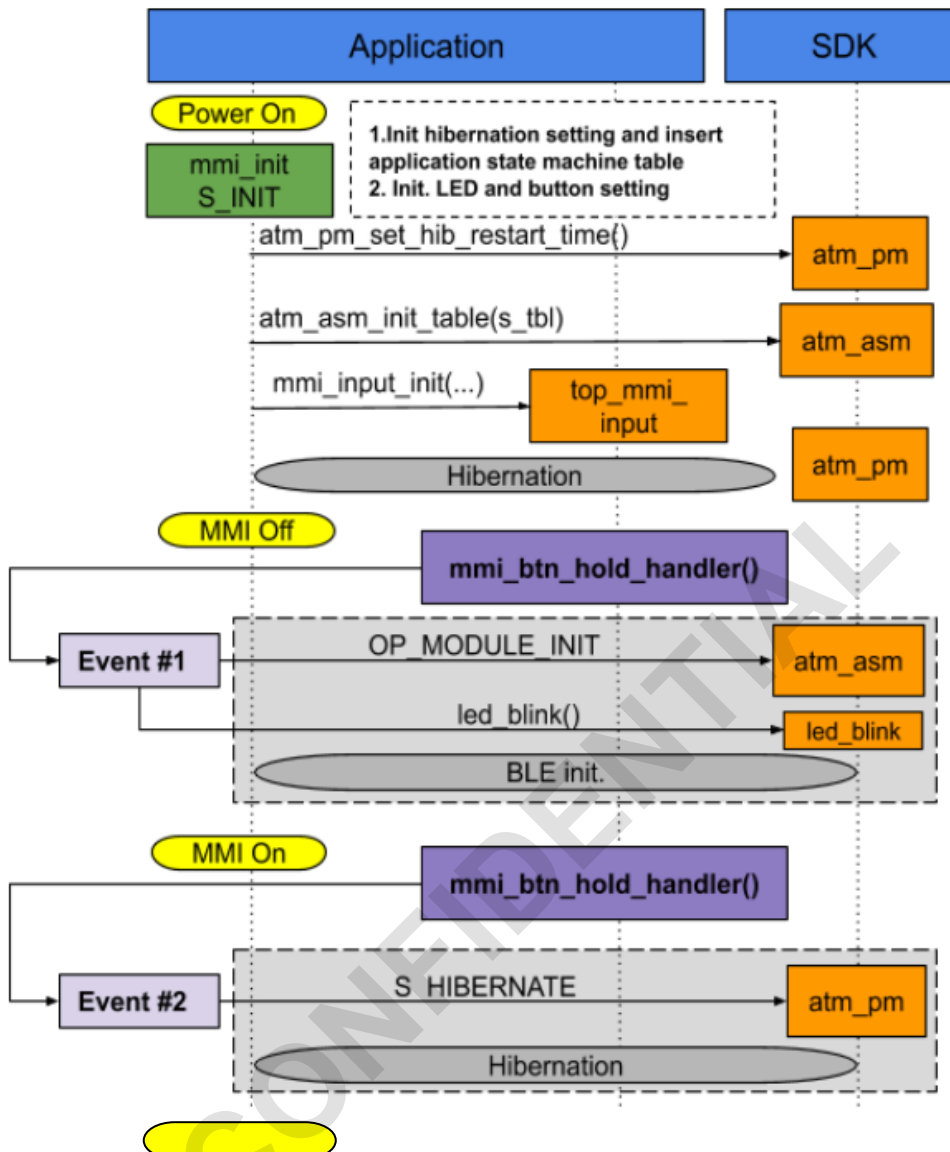 Application
SDK
Power On
1.Init hibernation setting and insert
application state machine table
2. Init. LED and button setting
mmi_init
S_INIT
atm_pm_set_hib_restart_time()
atm_pm
atm_asm_init_table(s_tbl)
atm_asm
mmi_input_init(...)
top_mmi_
input
atm_pm
Hibernation
MMI Off
mmi_btn_hold_handler()
Event #1
OP_MODULE_INIT
atm_asm
led_blink()
led_blink
BLE init.
MMI On
mmi_btn_hold_handler()
Event #2
S_HIBERNATE
atm_pm
Hibernation
CONFIDENTIAL